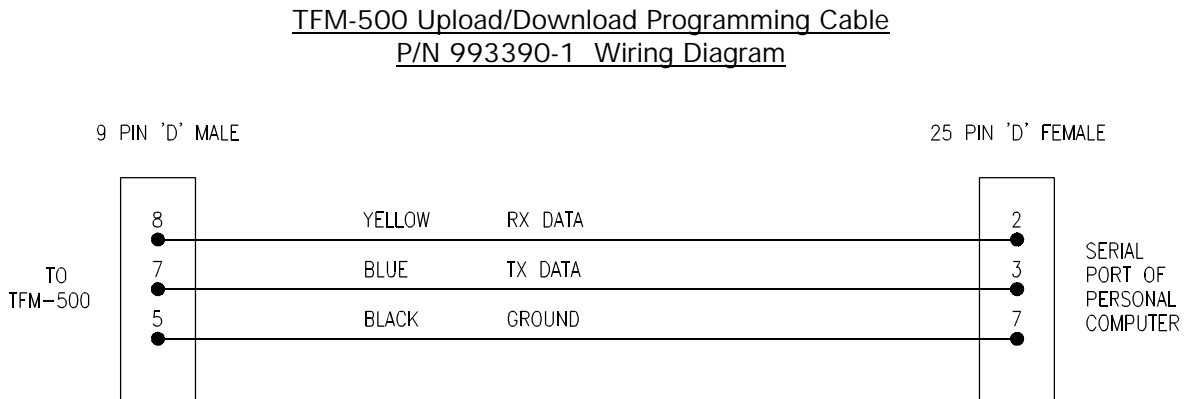 TFM-500 Upload/Download Programming Cable
P/N 993390-1 Wiring Diagram
9 PIN 'D' MALE
25 PIN 'D' FEMALE
8 YELLOW RX DATA 2
7 BLUE TX DATA 3
5 BLACK GROUND 7
TO
TFM-500
SERIAL
PORT OF
PERSONAL
COMPUTER